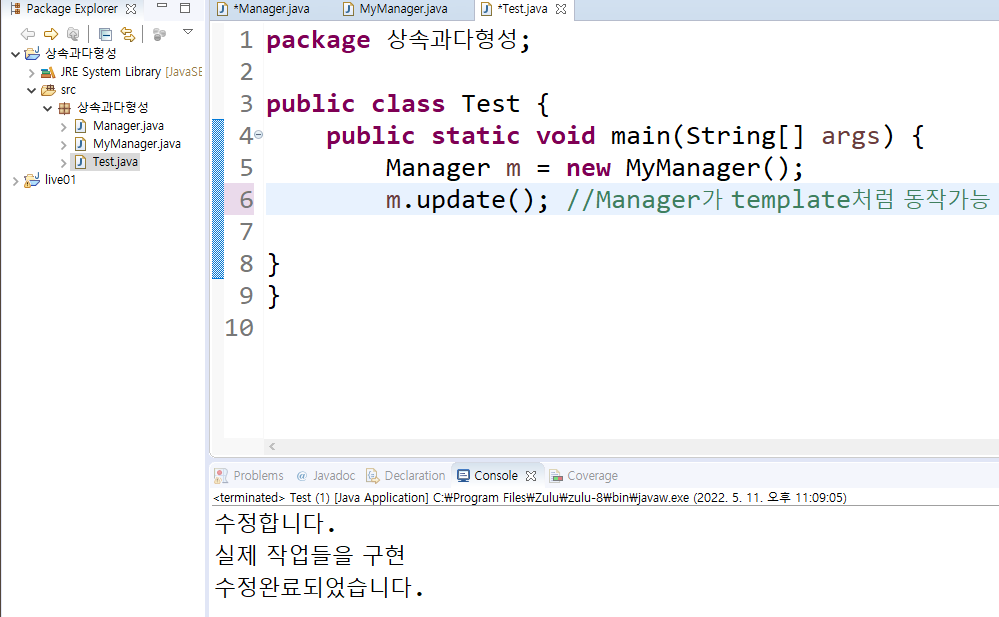 Package Explorer
*Manager.java
MyManager.java
*Test.java
상속과다형성
JRE System Library [JavaSE
src
상속과다형성
Manager.java
MyManager.java
Test.java
live01
1 package 상속과다형성;
2
3 public class Test {
4 public static void main(String[] args) {
5 Manager m = new MyManager();
6 m.update(); //Manager가 template처럼 동작가능
7
8 }
9 }
10
Problems @ Javadoc Declaration Console Coverage
<terminated> Test (1) [Java Application] C:₩Program Files₩Zulu₩zulu-8₩bin₩javaw.exe (2022. 5. 11. 오후 11:09:05)
수정합니다.
실제 작업들을 구현
수정완료되었습니다.